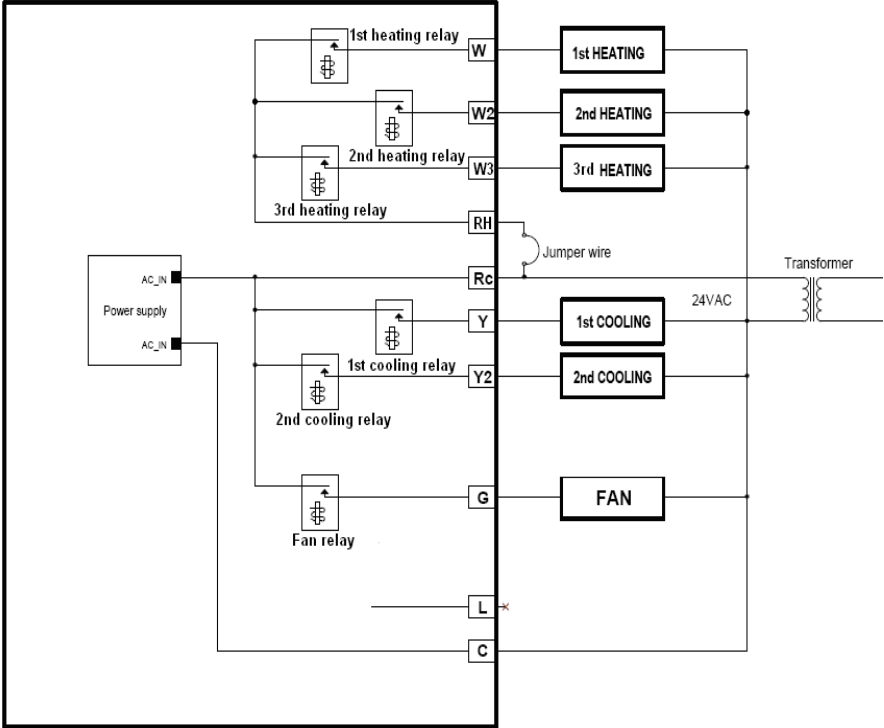 1st heating relay
W
1st HEATING
W2
2nd HEATING
2nd heating relay
W3
3rd HEATING
3rd heating relay
RH
Jumper wire
AC_IN
Rc
Transformer
Power supply
24VAC
Y
1st COOLING
AC_IN
1st cooling relay
Y2
2nd COOLING
2nd cooling relay
G
FAN
Fan relay
L
C